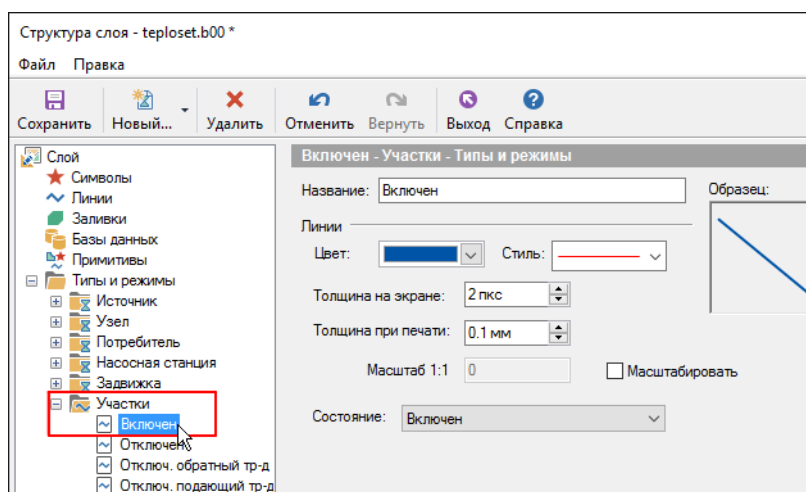 Структура слоя - teploset.b00 *
Файл Правка
Сохранить Новый... Удалить Отменить Вернуть Выход Справка
Слой
Символы
Линии
Заливки
Базы данных
Примитивы
Типы и режимы
Источник
Узел
Потребитель
Насосная станция
Задвижка
Участки
Включен
Отключен
Отключ. обратный тр-д
Отключ. подающий тр-д
Включен - Участки - Типы и режимы
Название: Включен
Образец:
Линии
Цвет: Стиль:
Толщина на экране: 2 пкс
Толщина при печати: 0.1 мм
Масштаб 1:1 0 Масштабировать
Состояние: Включен